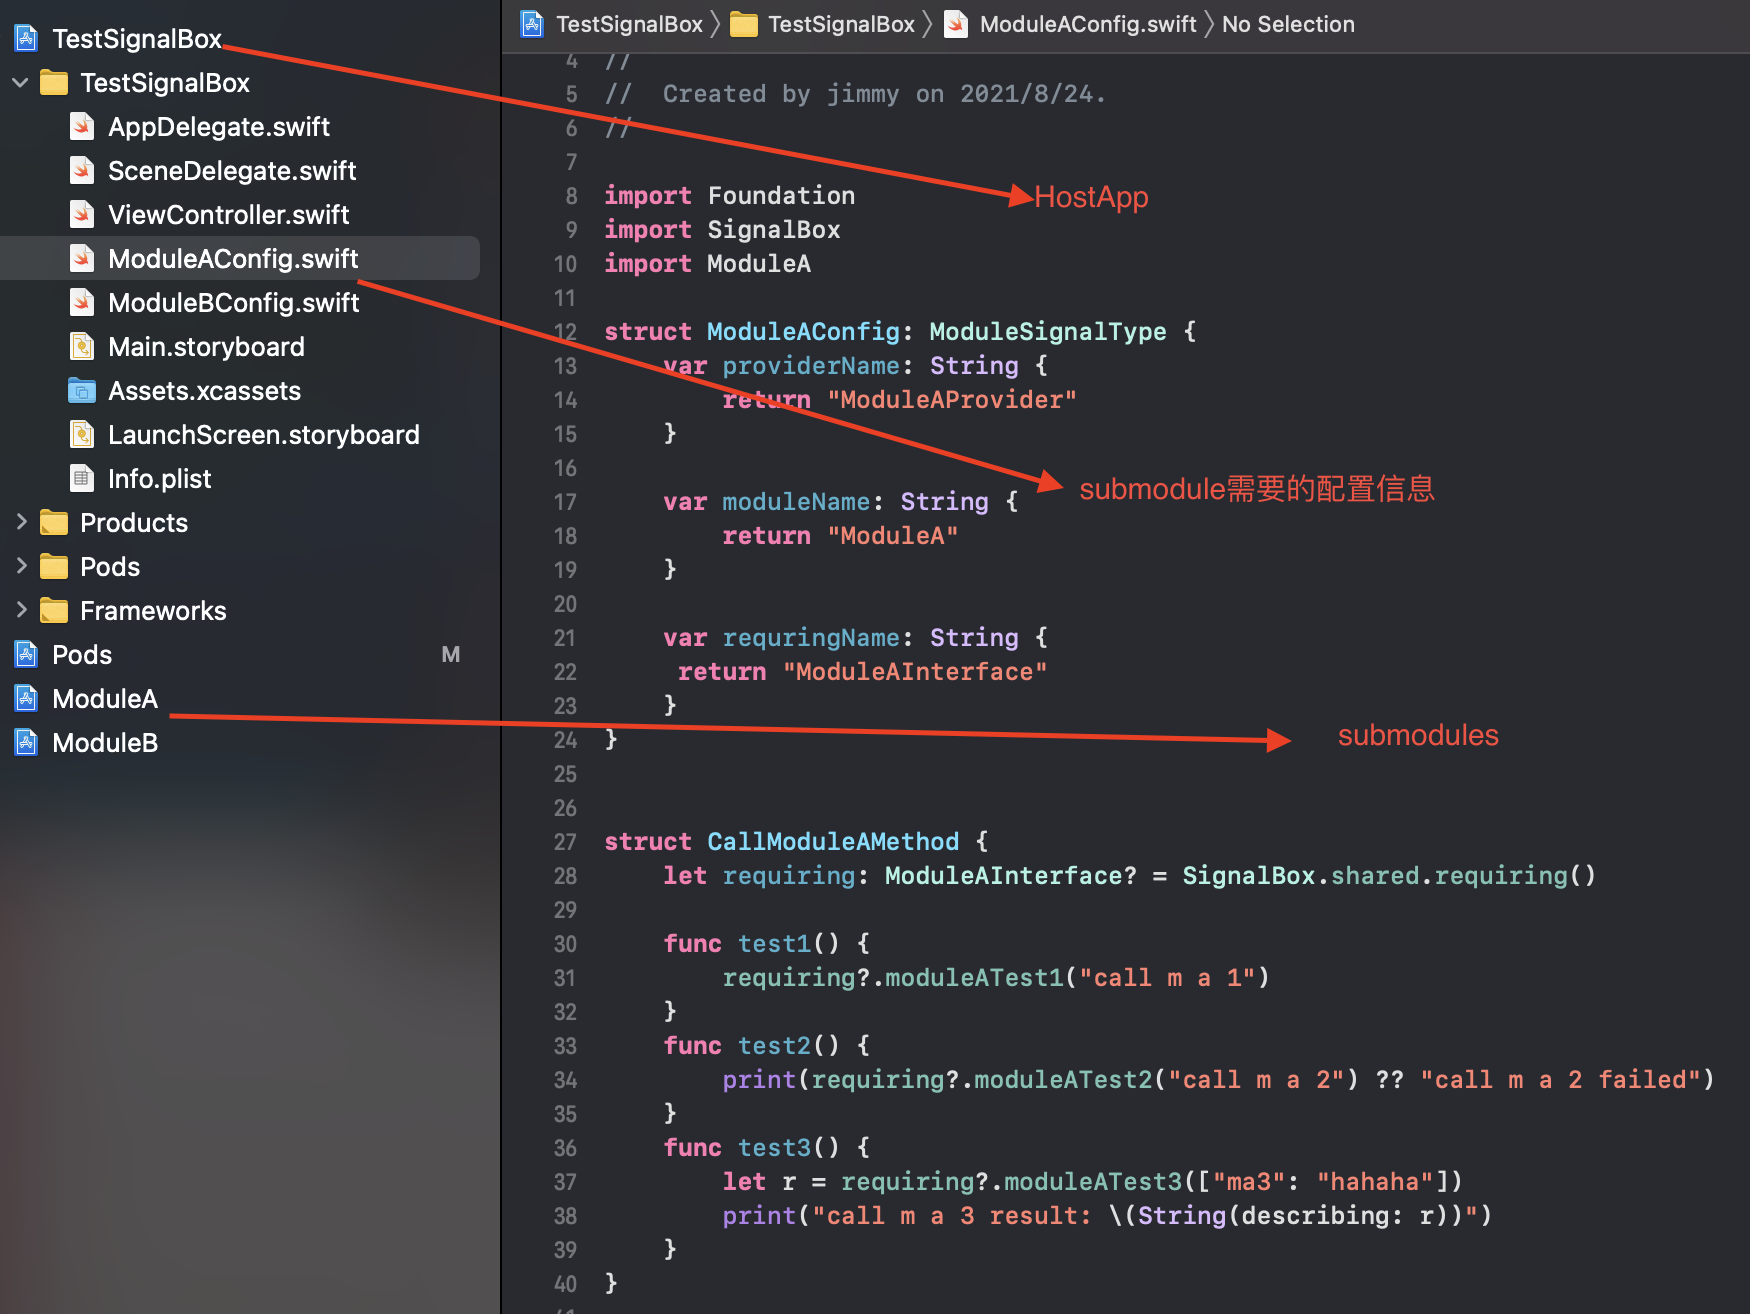 TestSignalBox
TestSignalBox
AppDelegate.swift
SceneDelegate.swift
ViewController.swift
ModuleAConfig.swift
ModuleBConfig.swift
Main.storyboard
Assets.xcassets
LaunchScreen.storyboard
Info.plist
Products
Pods
Frameworks
Pods M
ModuleA
ModuleB
TestSignalBox 〉 TestSignalBox 〉 ModuleAConfig.swift 〉 No Selection
4 //
5 //  Created by jimmy on 2021/8/24.
6 //
7
8 import Foundation
HostApp
9 import SignalBox
10 import ModuleA
11
12 struct ModuleAConfig: ModuleSignalType {
13     var providerName: String {
14         return "ModuleAProvider"
15     }
16
submodule需要的配置信息
17     var moduleName: String {
18         return "ModuleA"
19     }
20
21     var requringName: String {
22      return "ModuleAInterface"
23     }
submodules
24 }
25
26
27 struct CallModuleAMethod {
28     let requiring: ModuleAInterface? = SignalBox.shared.requiring()
29
30     func test1() {
31         requiring?.moduleATest1("call m a 1")
32     }
33     func test2() {
34         print(requiring?.moduleATest2("call m a 2") ?? "call m a 2 failed")
35     }
36     func test3() {
37         let r = requiring?.moduleATest3(["ma3": "hahaha"])
38         print("call m a 3 result: \(String(describing: r))")
39     }
40 }
41